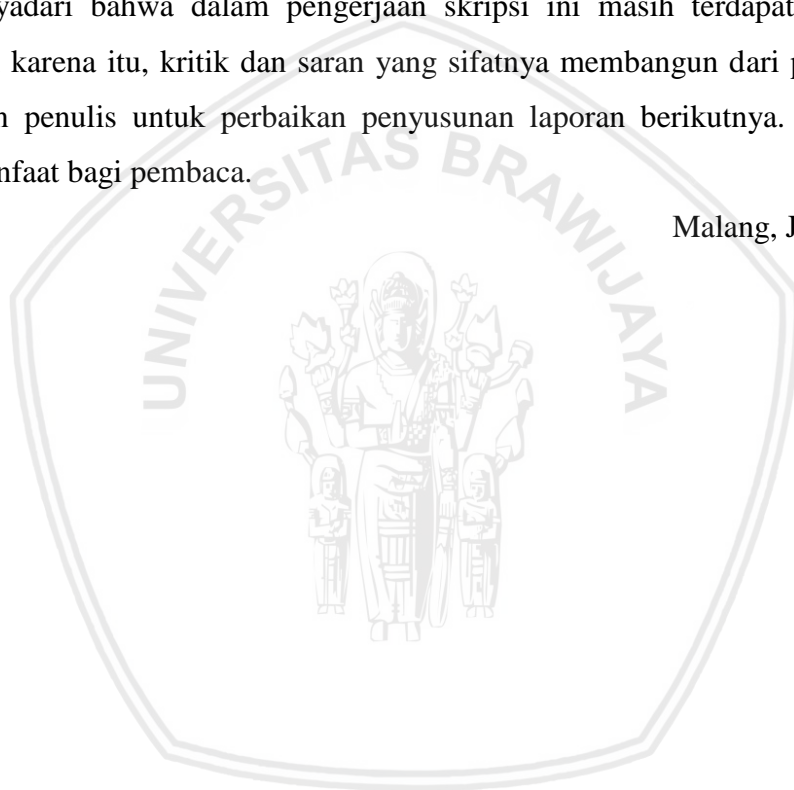 yadari bahwa dalam pengerjaan skripsi ini masih terdapat
karena itu, kritik dan saran yang sifatnya membangun dari p
n penulis untuk perbaikan penyusunan laporan berikutnya.
nfaat bagi pembaca.
Malang, J
UNIVERSITAS BRAWIJAYA